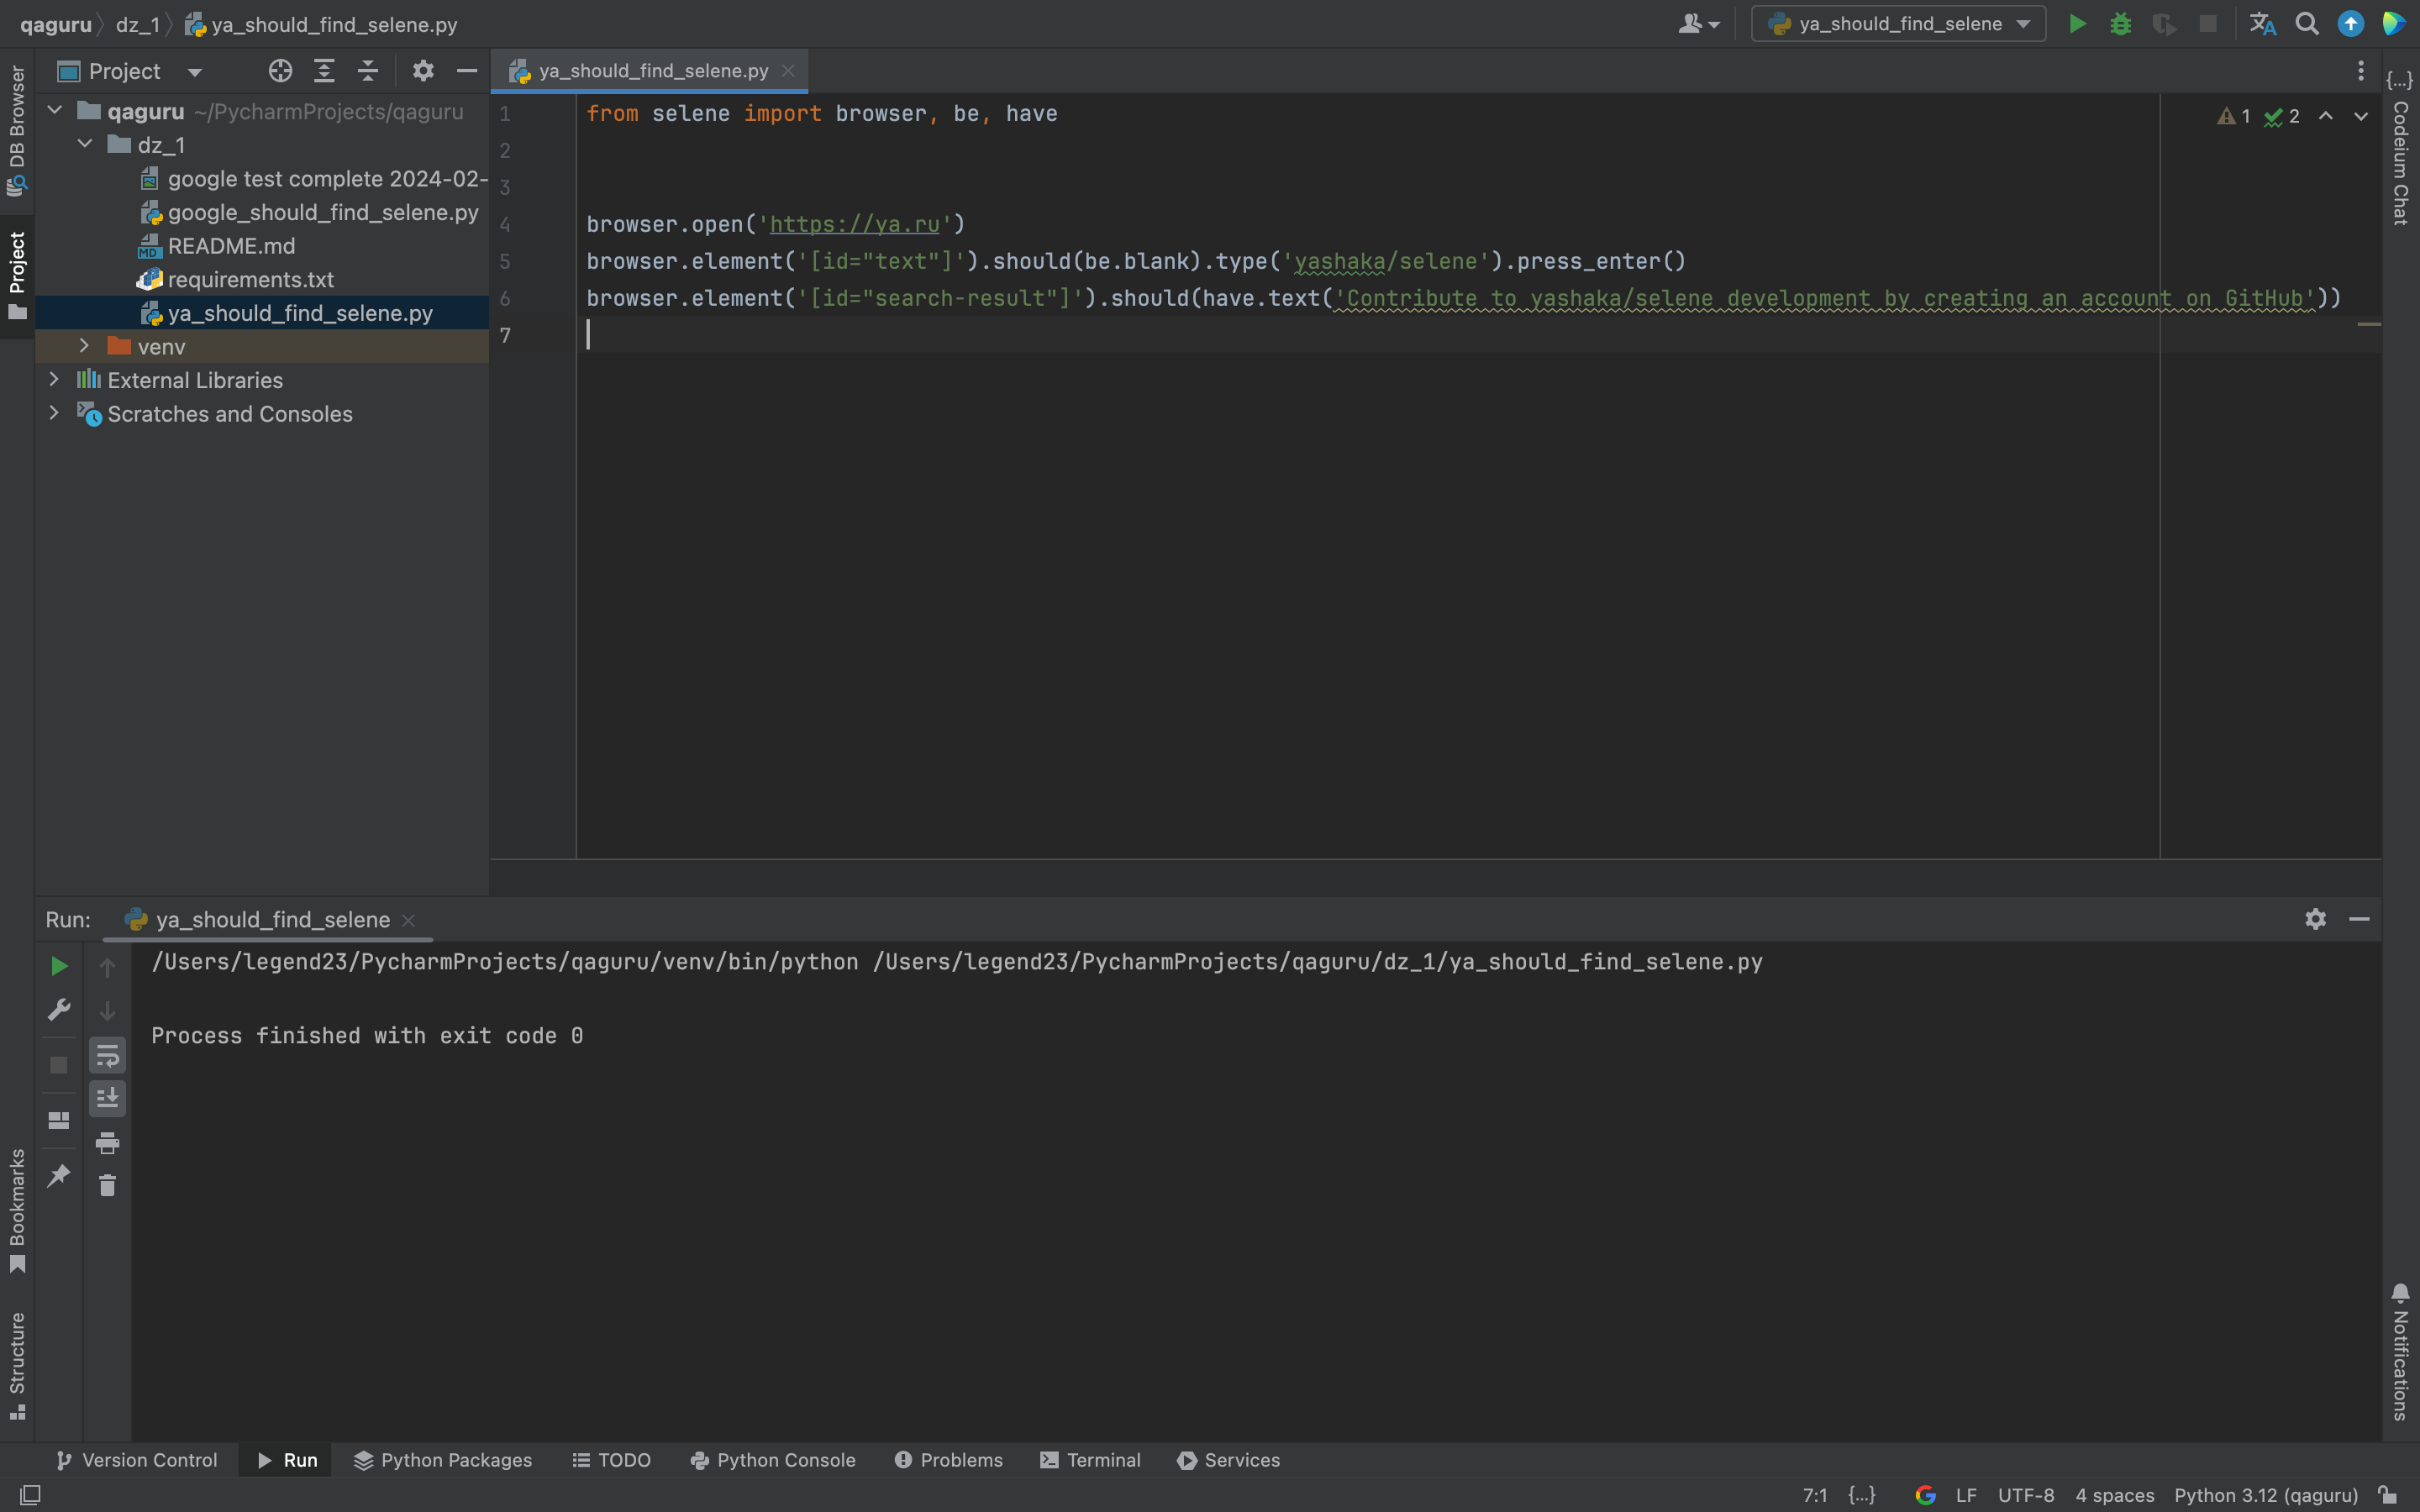 qaguru dz_1 ya_should_find_selene.py
ya_should_find_selene
Project
ya_should_find_selene.py
DB Browser
Project
Bookmarks
Structure
qaguru ~/PycharmProjects/qaguru
dz_1
google test complete 2024-02-
google_should_find_selene.py
README.md
requirements.txt
ya_should_find_selene.py
venv
External Libraries
Scratches and Consoles
1 from selene import browser, be, have
2
3
4 browser.open('https://ya.ru')
5 browser.element('[id="text"]').should(be.blank).type('yashaka/selene').press_enter()
6 browser.element('[id="search-result"]').should(have.text('Contribute to yashaka/selene development by creating an account on GitHub'))
7
1 2
{...} Codeium Chat
Notifications
Run: ya_should_find_selene
/Users/legend23/PycharmProjects/qaguru/venv/bin/python /Users/legend23/PycharmProjects/qaguru/dz_1/ya_should_find_selene.py
Process finished with exit code 0
Version Control Run Python Packages TODO Python Console Problems Terminal Services
7:1 {...} G LF UTF-8 4 spaces Python 3.12 (qaguru)